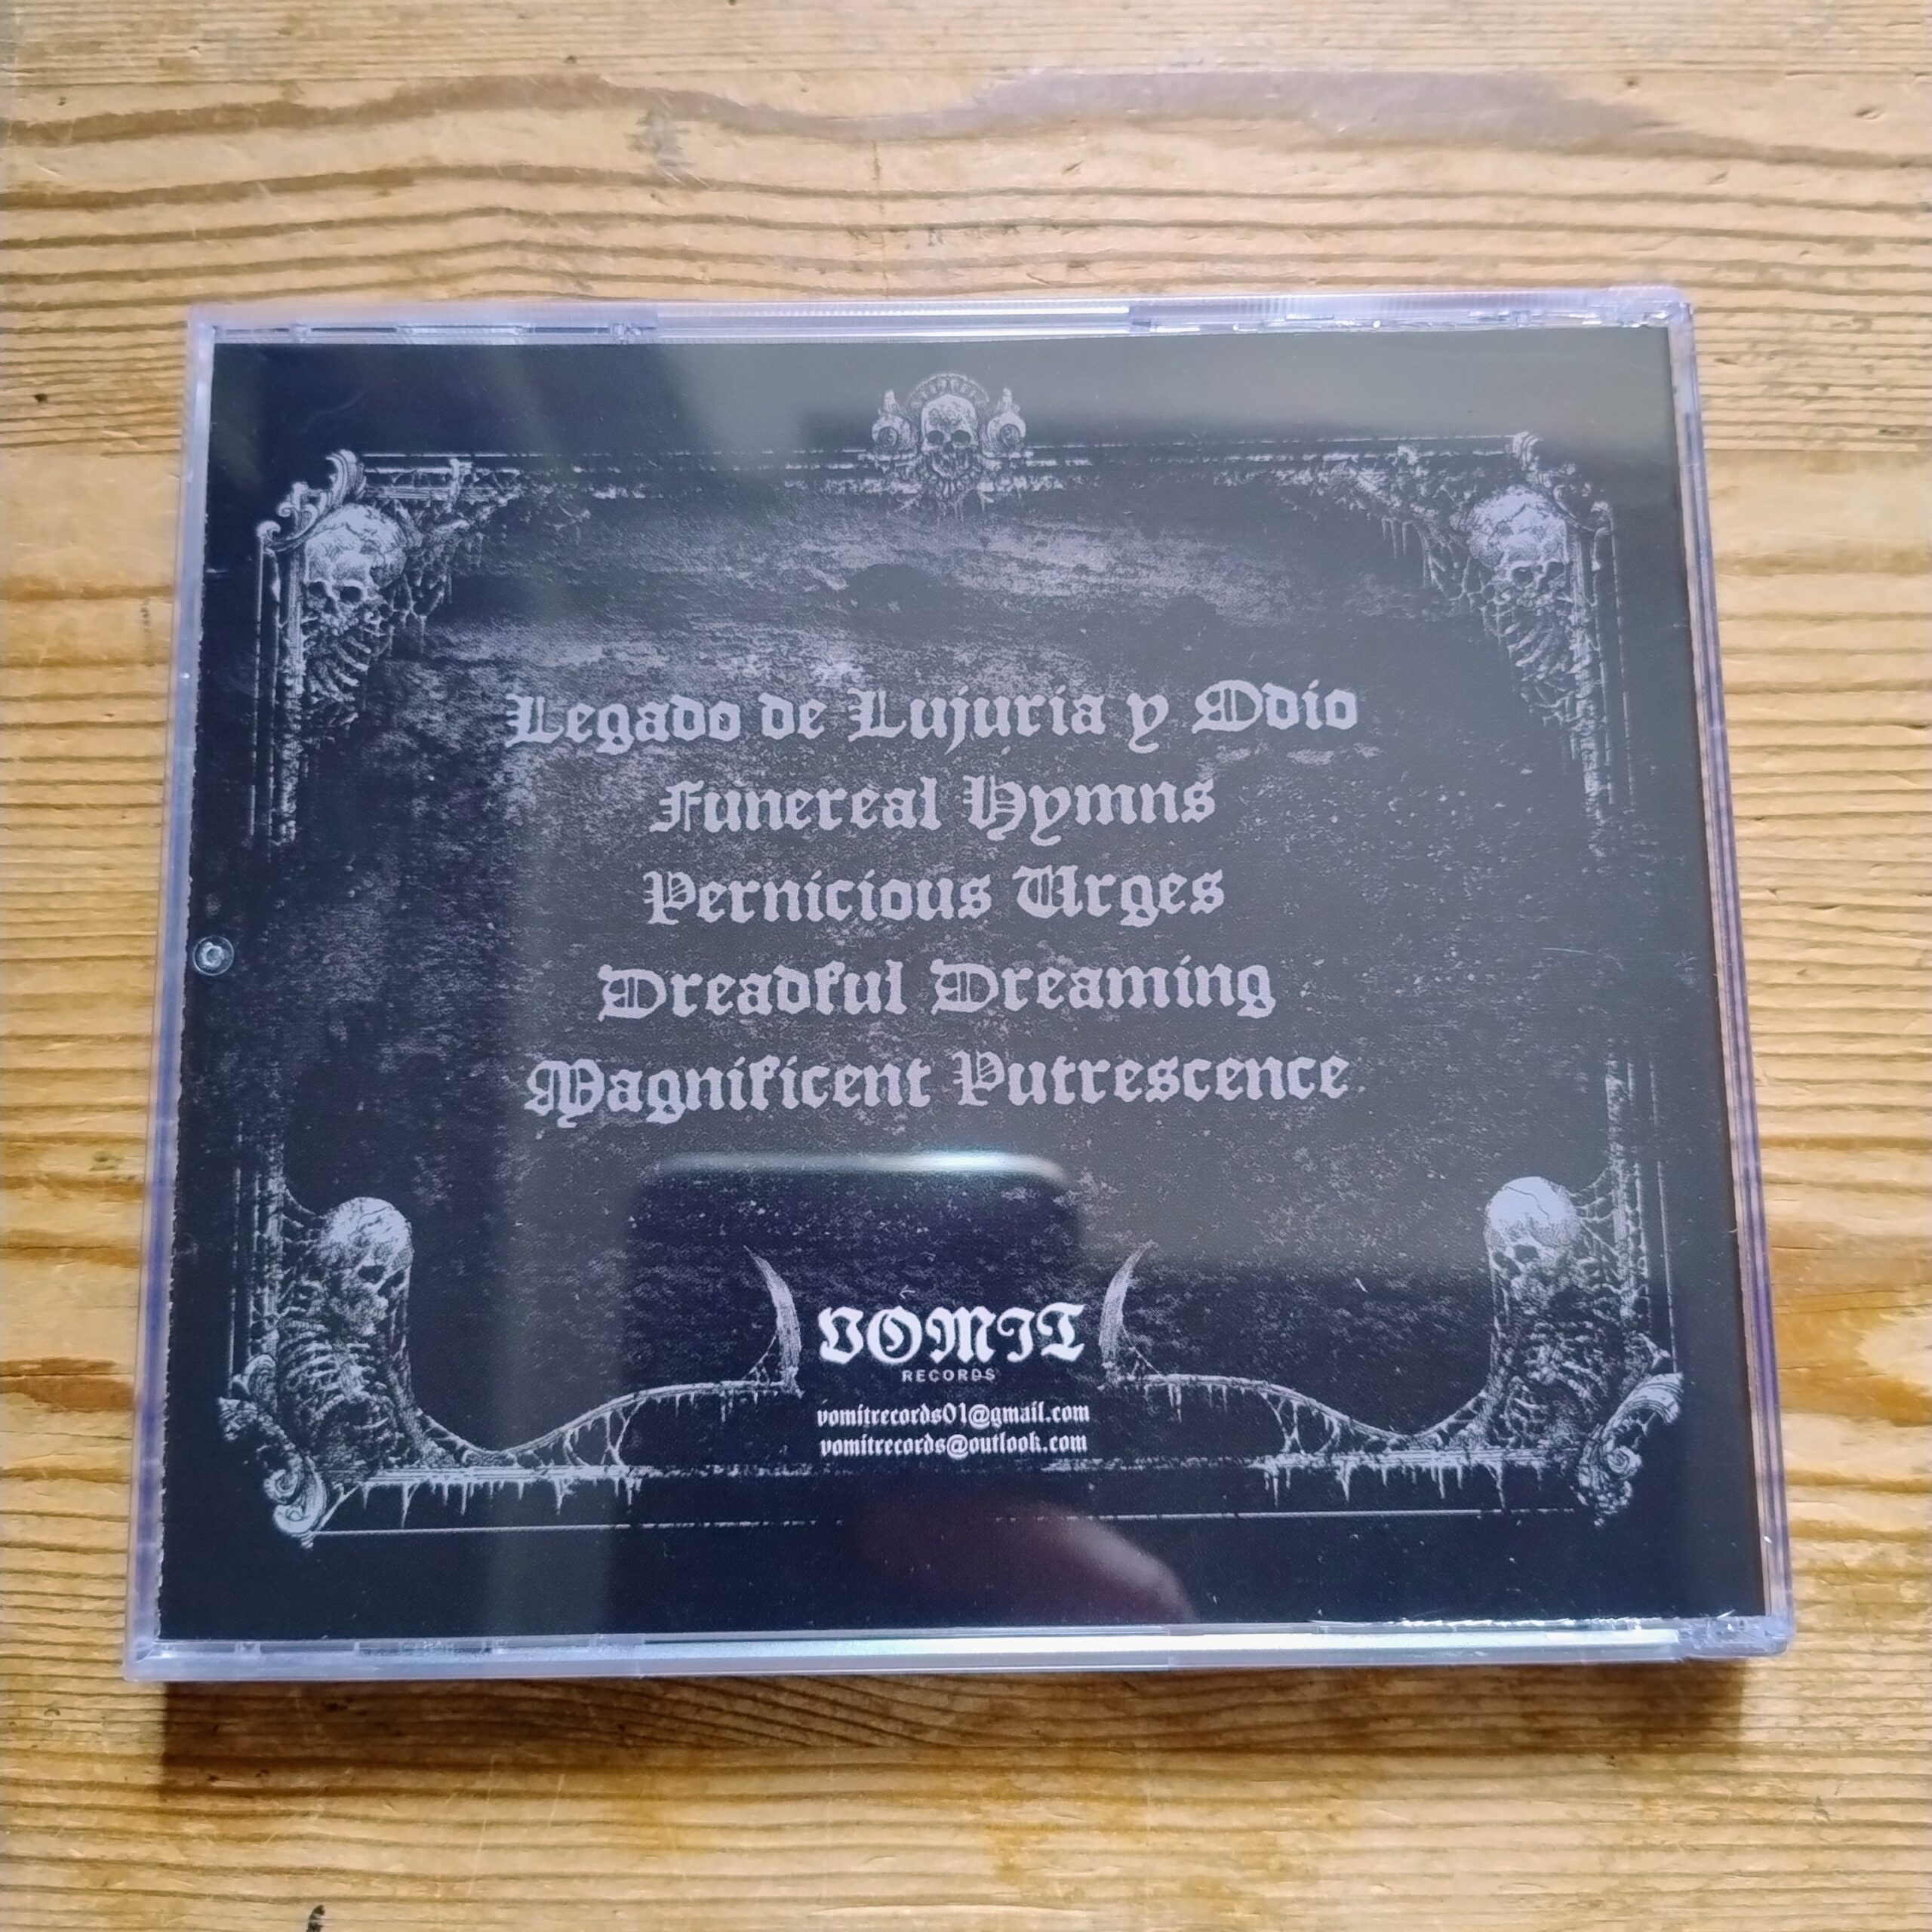 Legado de Lujuria y Odio
Funereal Hymns
Pernicious Urges
Dreadful Dreaming
Magnificent Putrescence
VOMIT
RECORDS
vomitrecords01@gmail.com
vomitrecords@outlook.com